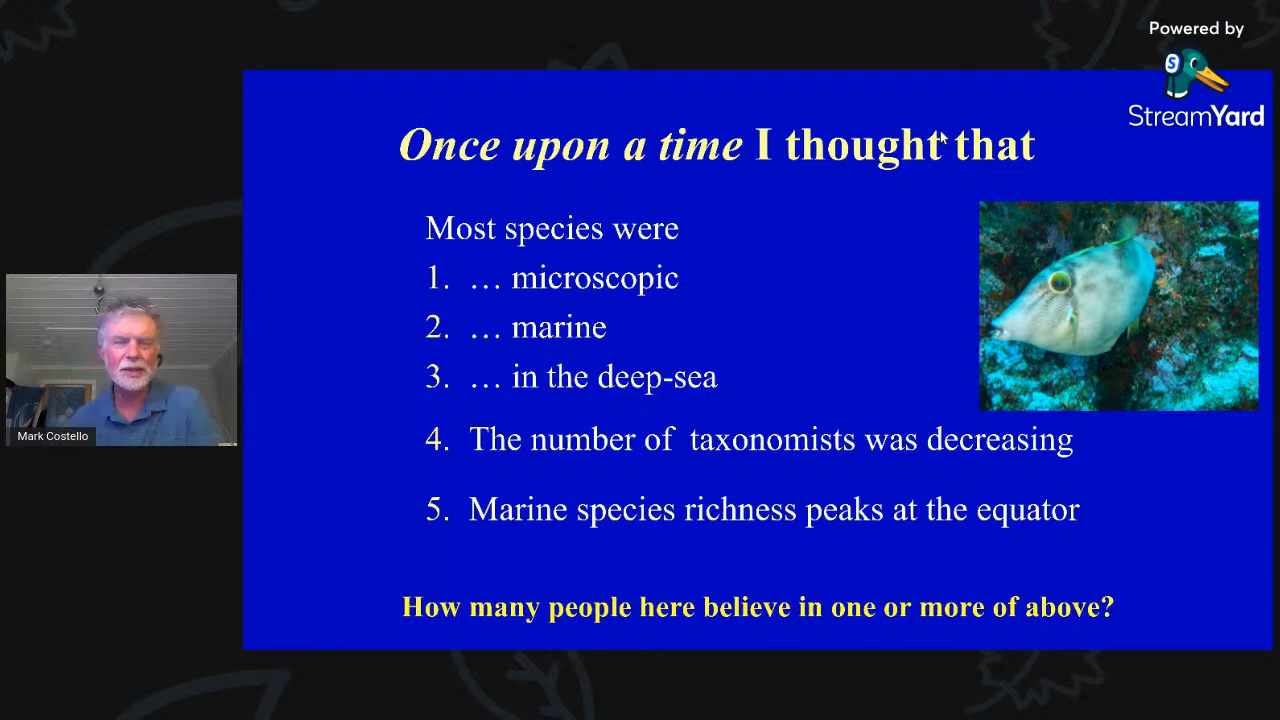 Powered by
StreamYard
Once upon a time I thought that
Most species were
1. … microscopic
2. … marine
3. … in the deep-sea
4. The number of taxonomists was decreasing
5. Marine species richness peaks at the equator
How many people here believe in one or more of above?
Mark Costello